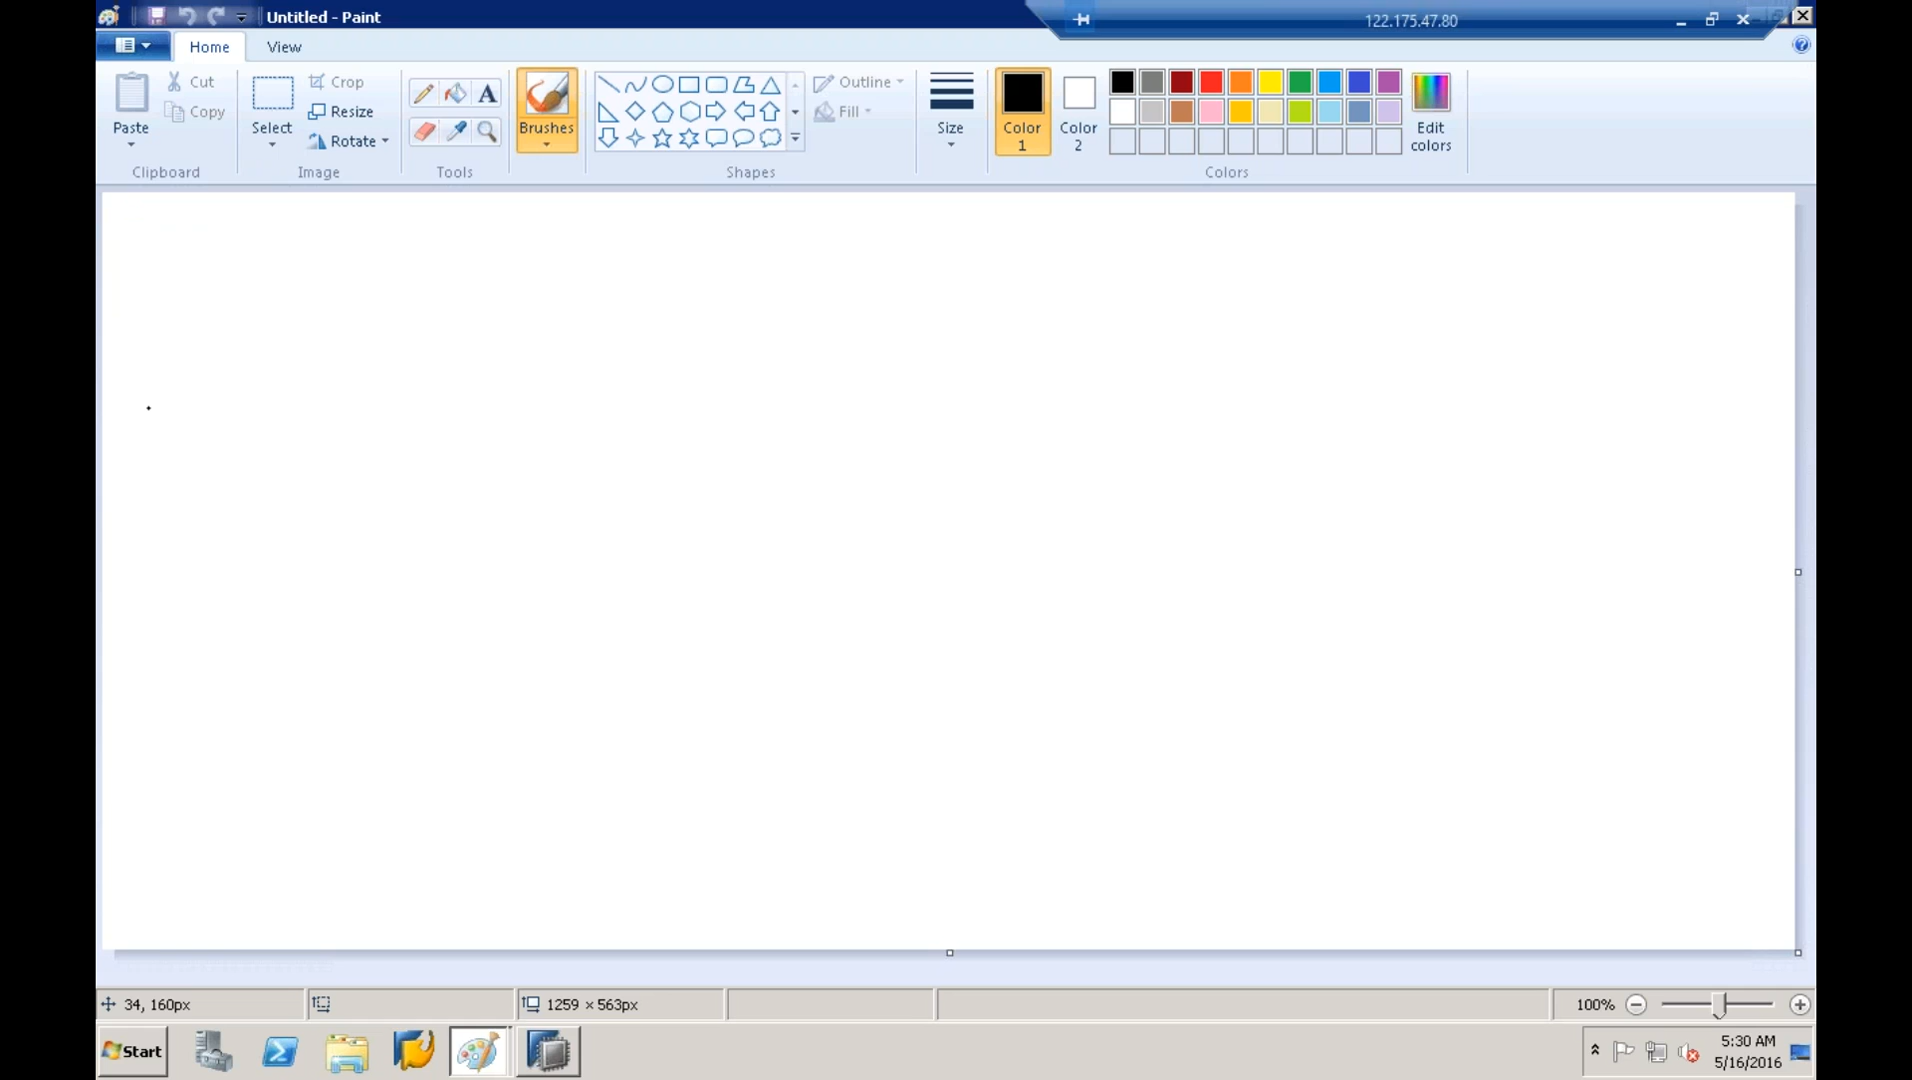 Untitled - Paint
122.175.47.80
Home
View
Paste
Cut
Copy
Clipboard
Select
Crop
Resize
Rotate
Image
A
Tools
Brushes
Outline
Fill
Shapes
Size
Color
1
Color
2
Edit
colors
Colors
34, 160px
1259 × 563px
100%
Start
5:30 AM
5/16/2016